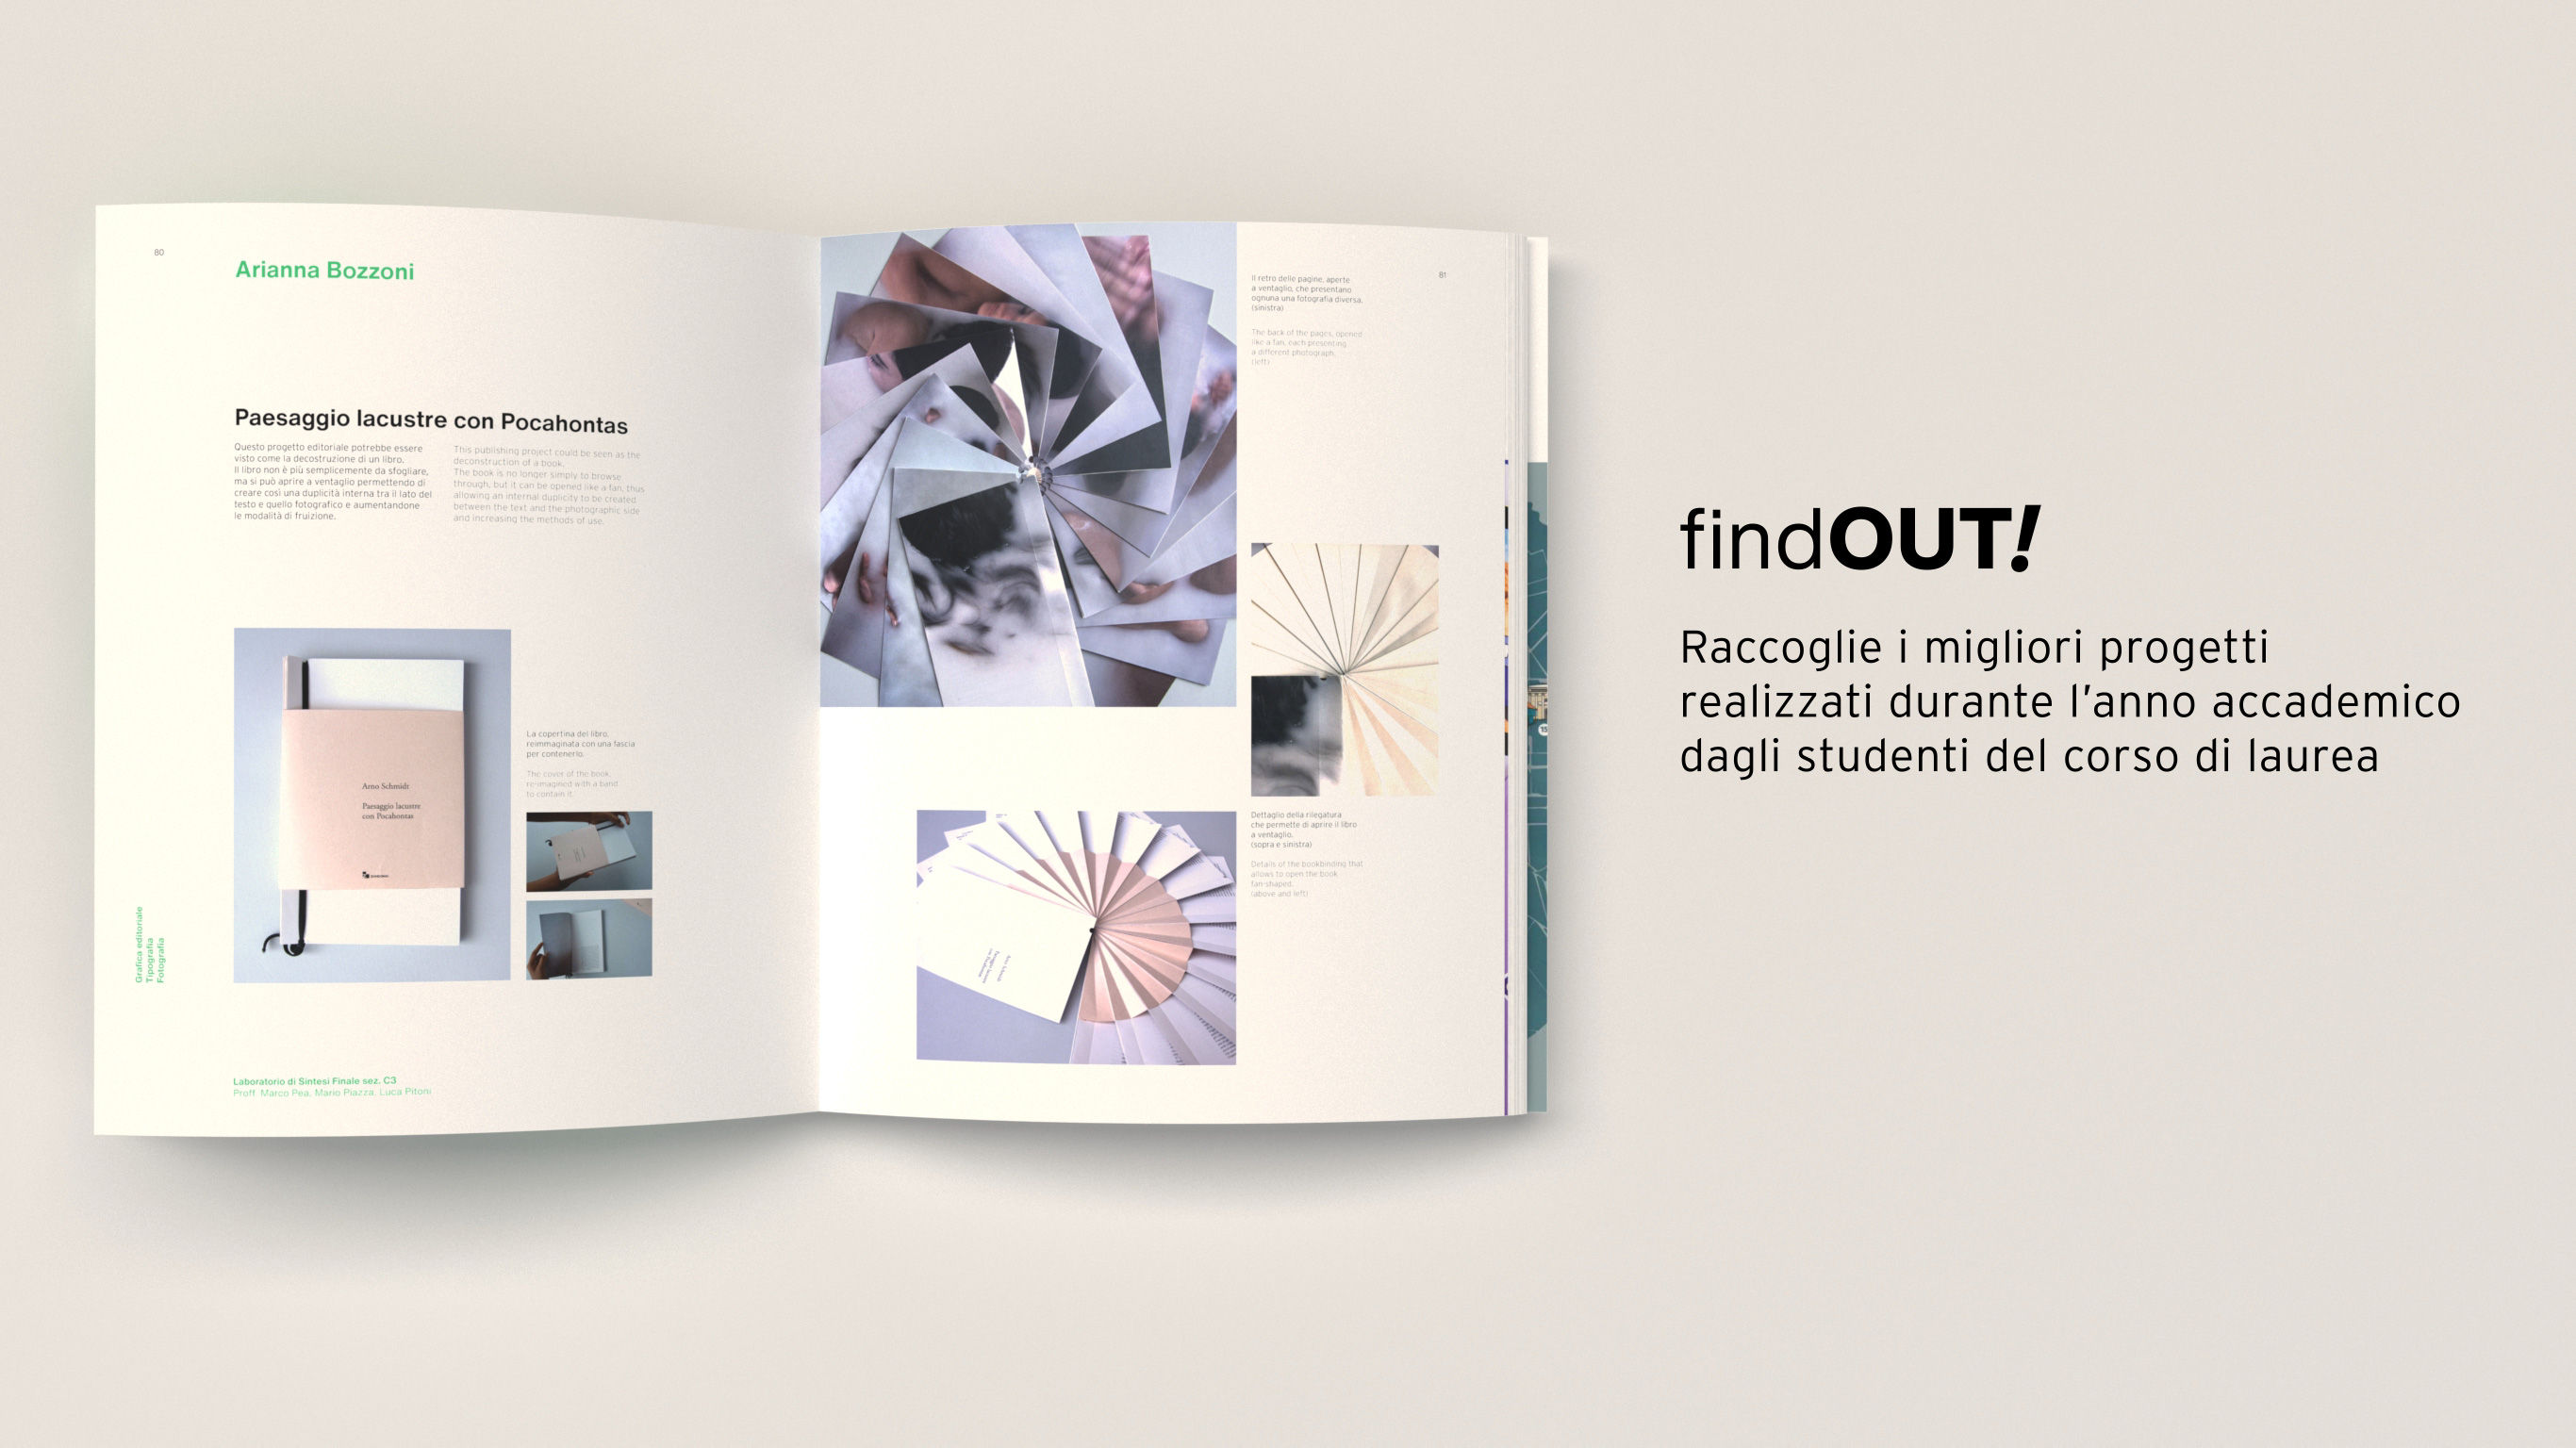 80
Arianna Bozzoni
Paesaggio lacustre con Pocahontas
Questo progetto editoriale potrebbe essere
visto come la decostruzione di un libro.
Il libro non è più semplicemente da sfogliare,
ma si può aprire a ventaglio permettendo di
creare così una duplicità interna tra il lato del
testo e quello fotografico e aumentandone
le modalità di fruizione.
This publishing project could be seen as the
deconstruction of a book.
The book is no longer simply to browse
through, but it can be opened like a fan, thus
allowing an internal duplicity to be created
between the text and the photographic side
and increasing the methods of use.
Arno Schmidt
Paesaggio lacustre
con Pocahontas
La copertina del libro,
reimmaginata con una fascia
per contenerlo.
The cover of the book,
re-imagined with a band
to contain it.
Grafica editoriale
Tipografia
Fotografia
Laboratorio di Sintesi Finale sez. C3
Proff. Marco Pea, Mario Piazza, Luca Pitoni
81
Il retro delle pagine, aperte
a ventaglio, che presentano
ognuna una fotografia diversa.
(sinistra)
The back of the pages, opened
like a fan, each presenting
a different photograph.
(left)
Dettaglio della rilegatura
che permette di aprire il libro
a ventaglio.
(sopra e sinistra)
Details of the bookbinding that
allows to open the book
fan-shaped.
(above and left)
Arno Schmidt
Paesaggio lacustre
con Pocahontas
findOUT!
Raccoglie i migliori progetti
realizzati durante l'anno accademico
dagli studenti del corso di laurea